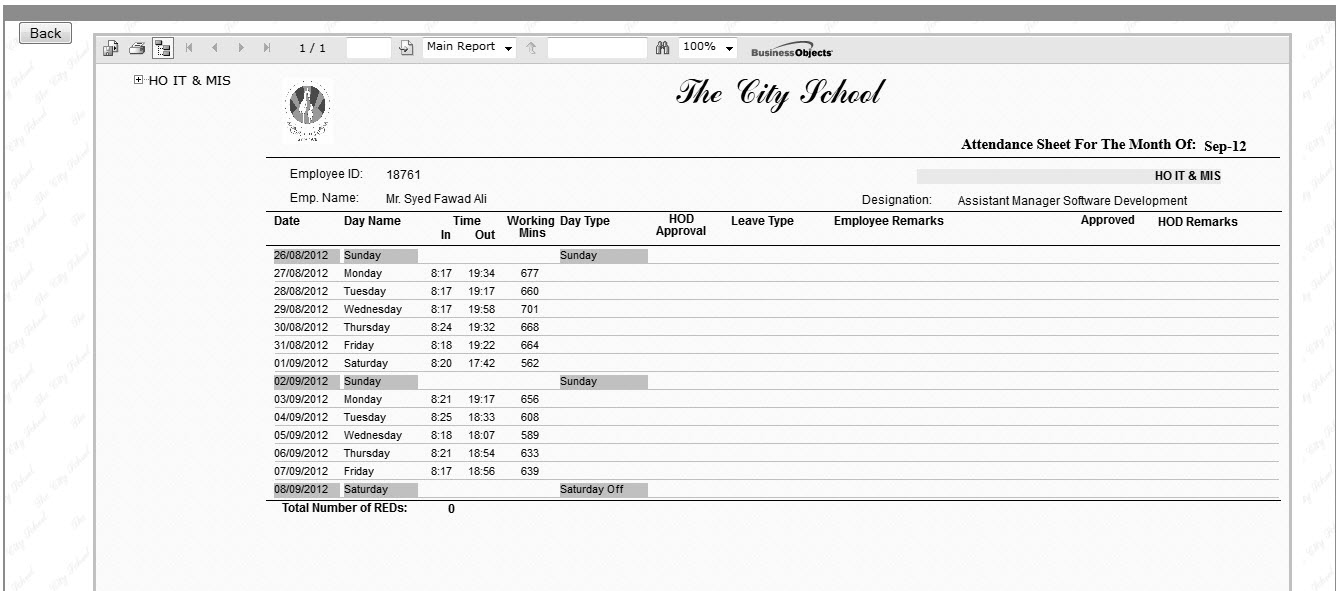 Back
1 / 1 Main Report 100% BusinessObjects
HO IT & MIS
The City School
Attendance Sheet For The Month Of: Sep-12
Employee ID: 18761 HO IT & MIS
Emp. Name: Mr. Syed Fawad Ali Designation: Assistant Manager Software Development
Date Day Name Time In Out Working Mins Day Type HOD Approval Leave Type Employee Remarks Approved HOD Remarks
26/08/2012 Sunday Sunday
27/08/2012 Monday 8:17 19:34 677
28/08/2012 Tuesday 8:17 19:17 660
29/08/2012 Wednesday 8:17 19:58 701
30/08/2012 Thursday 8:24 19:32 668
31/08/2012 Friday 8:18 19:22 664
01/09/2012 Saturday 8:20 17:42 562
02/09/2012 Sunday Sunday
03/09/2012 Monday 8:21 19:17 656
04/09/2012 Tuesday 8:25 18:33 608
05/09/2012 Wednesday 8:18 18:07 589
06/09/2012 Thursday 8:21 18:54 633
07/09/2012 Friday 8:17 18:56 639
08/09/2012 Saturday Saturday Off
Total Number of REDs: 0